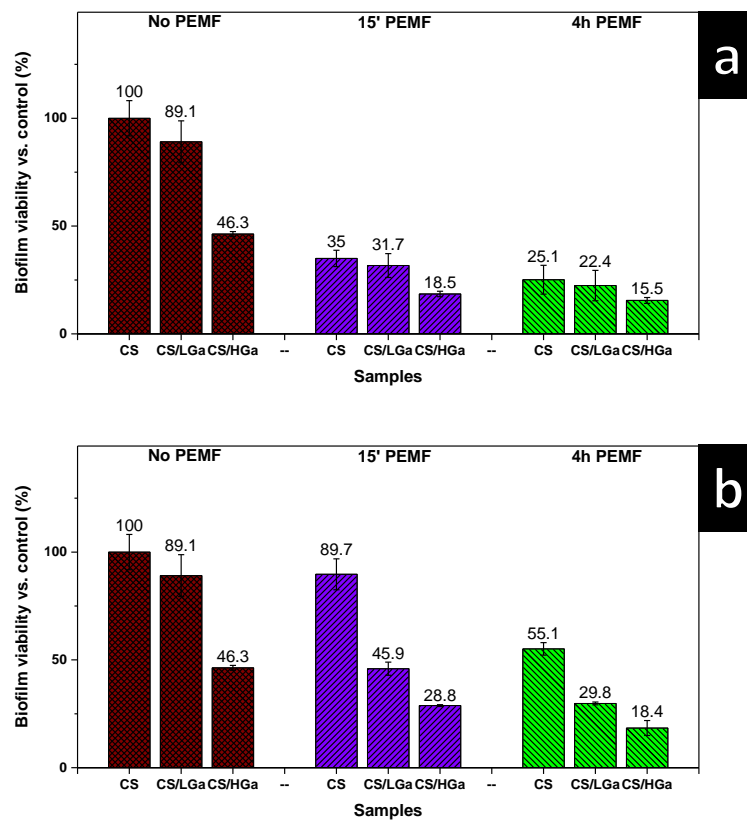 No PEMF 15' PEMF 4h PEMF
a
Biofilm viability vs. control (%)
100
50
0
100
89.1
46.3
35
31.7
18.5
25.1
22.4
15.5
CS CS/LGa CS/HGa -- CS CS/LGa CS/HGa -- CS CS/LGa CS/HGa
Samples
No PEMF 15' PEMF 4h PEMF
b
Biofilm viability vs. control (%)
100
50
0
100
89.1
46.3
89.7
45.9
28.8
55.1
29.8
18.4
CS CS/LGa CS/HGa -- CS CS/LGa CS/HGa -- CS CS/LGa CS/HGa
Samples